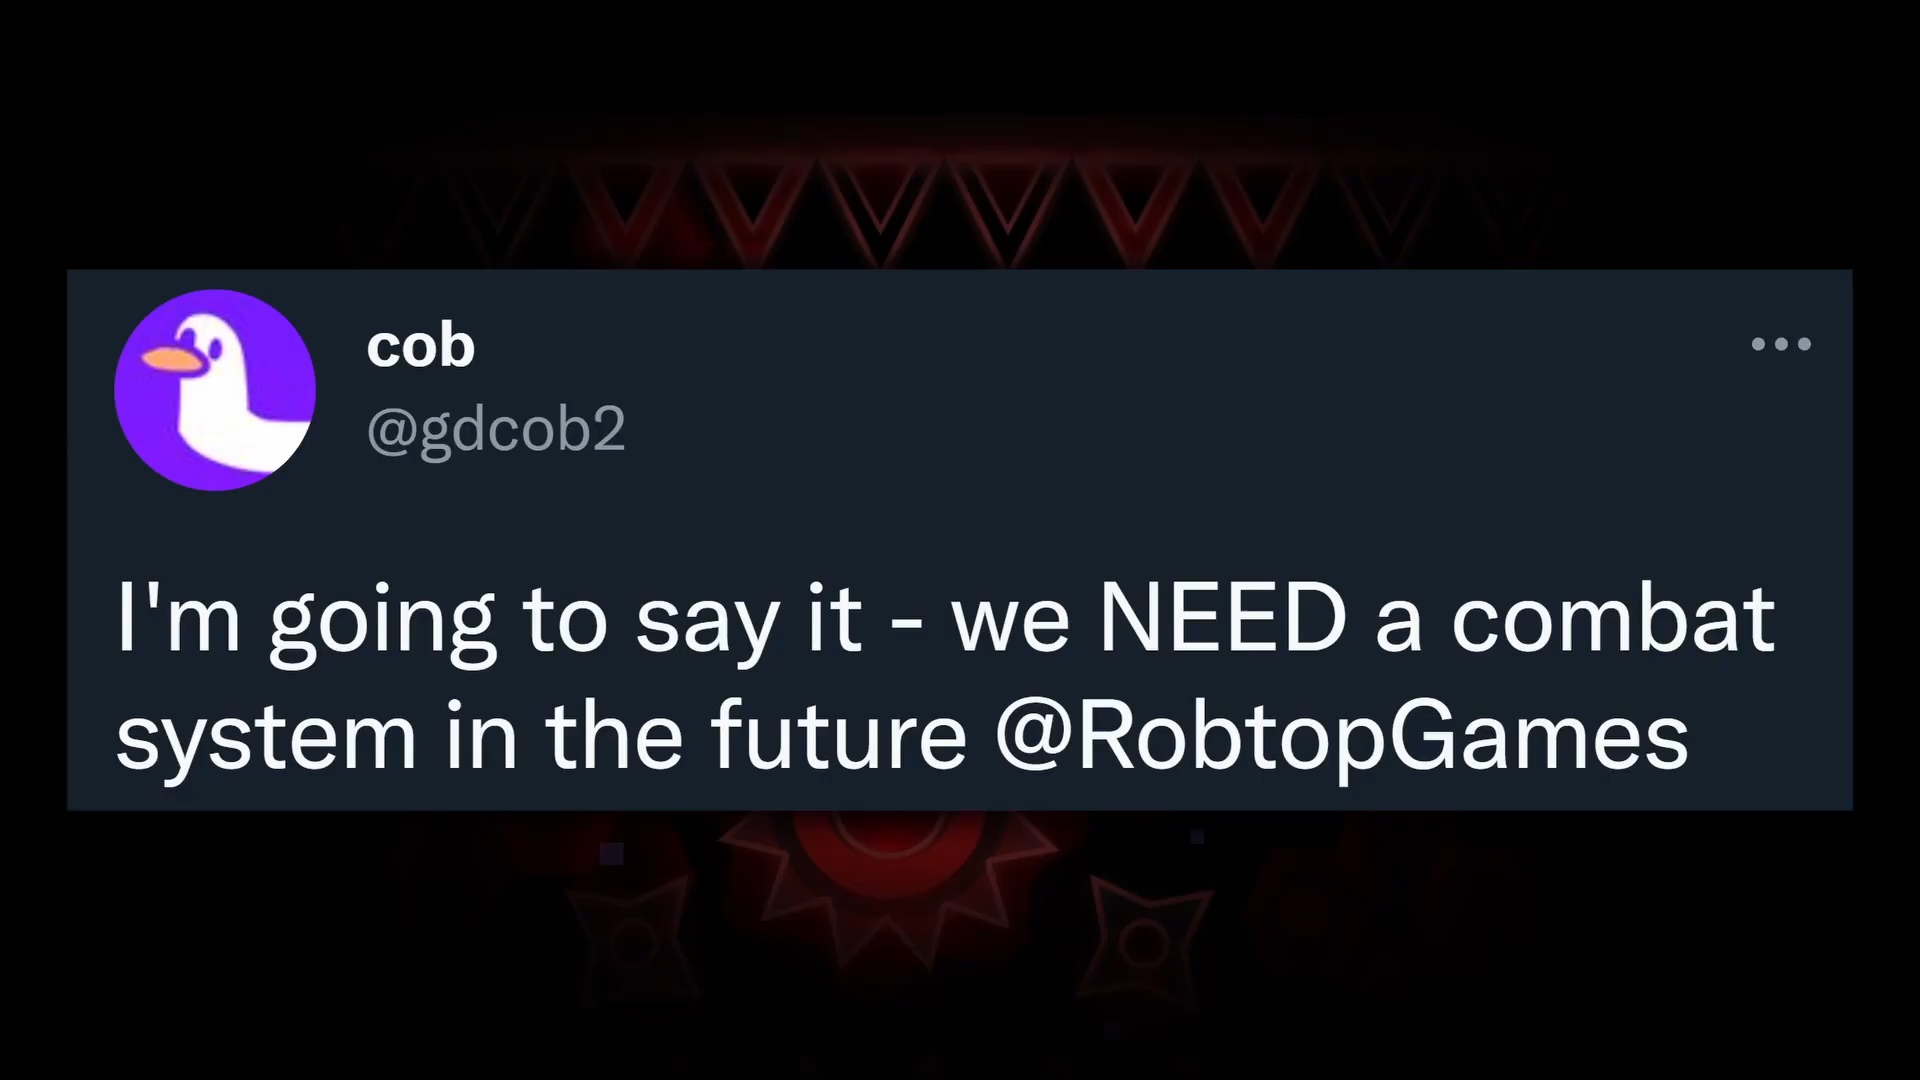 cob
@gdcob2
I'm going to say it - we NEED a combat
system in the future @RobtopGames